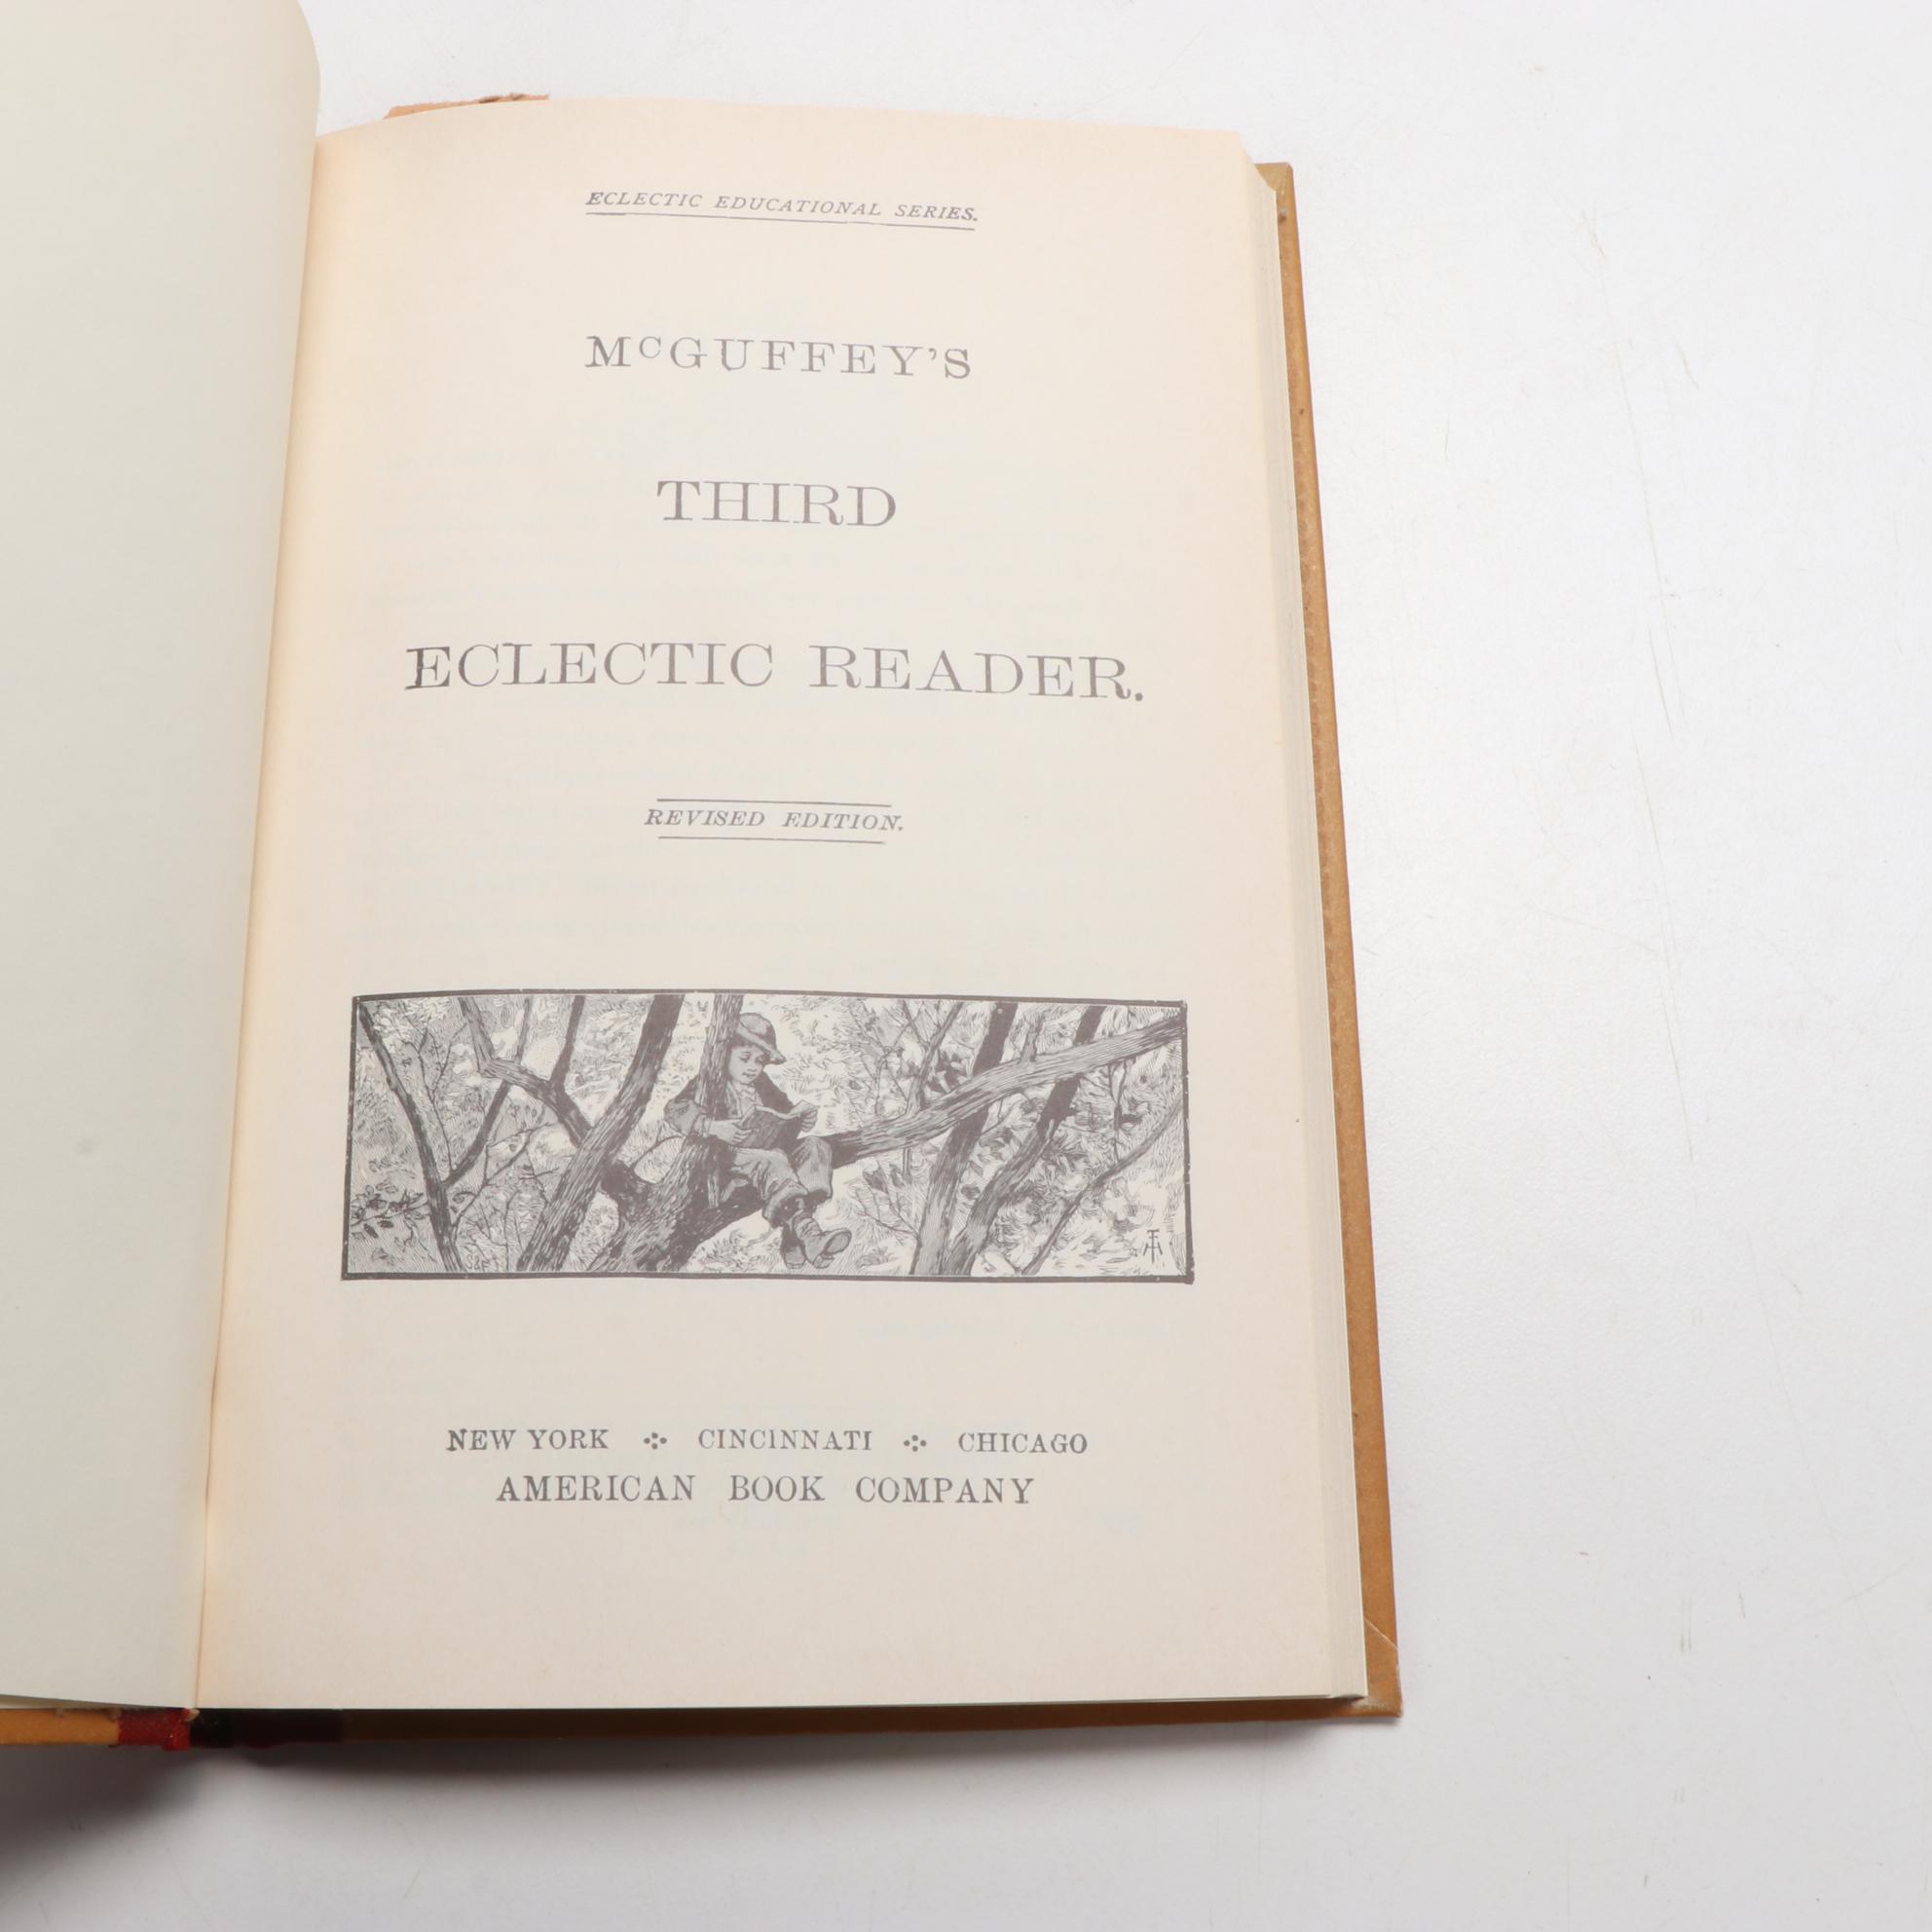 ECLECTIC EDUCATIONAL SERIES.
McGUFFEY'S
THIRD
ECLECTIC READER.
REVISED EDITION.
NEW YORK ⁘ CINCINNATI ⁘ CHICAGO
AMERICAN BOOK COMPANY